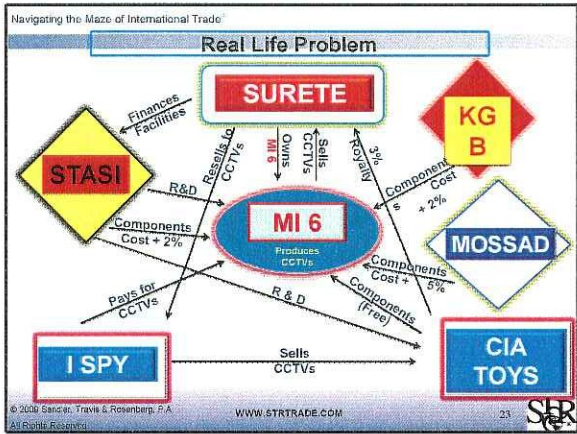 Navigating the Maze of International Trade
Real Life Problem
SURETE
KG
B
Finances
Facilities
STASI
Resells to
CCTVs
Owns
MI 6
Sells
CCTVs
3%
Royalty
Component
s Cost
+ 2%
R&D
MI 6
Produces
CCTVs
Components
Cost + 2%
MOSSAD
Components
Cost + 5%
Pays for
CCTVs
R & D
Components
(Free)
I SPY
Sells
CCTVs
CIA
TOYS
© 2009 Sandler, Travis & Rosenberg, P.A.
All Rights Reserved
WWW.STRTRADE.COM
23